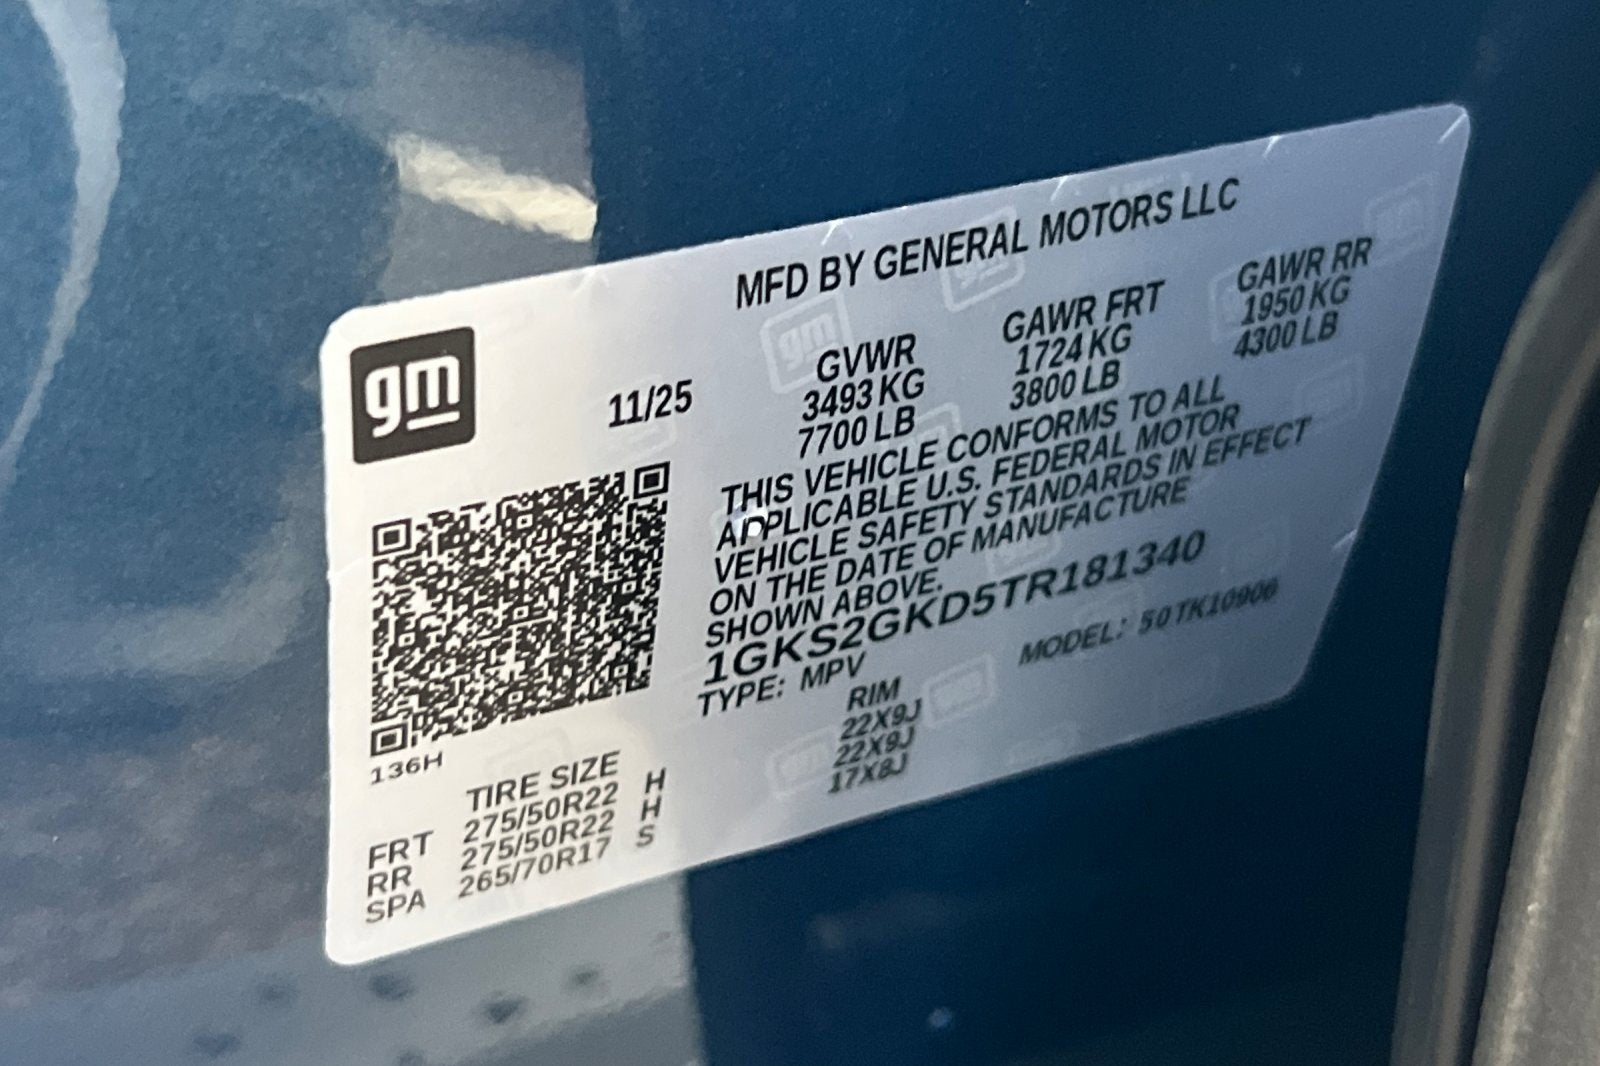 MFD BY GENERAL MOTORS LLC
gm
11/25
GVWR GAWR FRT GAWR RR
3493 KG 1724 KG 1950 KG
7700 LB 3800 LB 4300 LB
THIS VEHICLE CONFORMS TO ALL
APPLICABLE U.S. FEDERAL MOTOR
VEHICLE SAFETY STANDARDS IN EFFECT
ON THE DATE OF MANUFACTURE
SHOWN ABOVE.
1GKS2GKD5TR181340
TYPE: MPV MODEL: 50 TK10906
136H
TIRE SIZE RIM
FRT 275/50R22 H 22X9J
RR 275/50R22 H 22X9J
SPA 265/70R17 S 17X8J